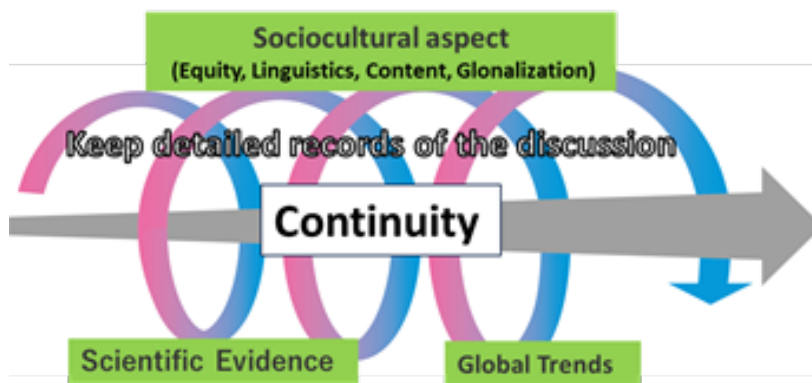 Sociocultural aspect
(Equity, Linguistics, Content, Glonalization)
Keep detailed records of the discussion
Continuity
Scientific Evidence
Global Trends